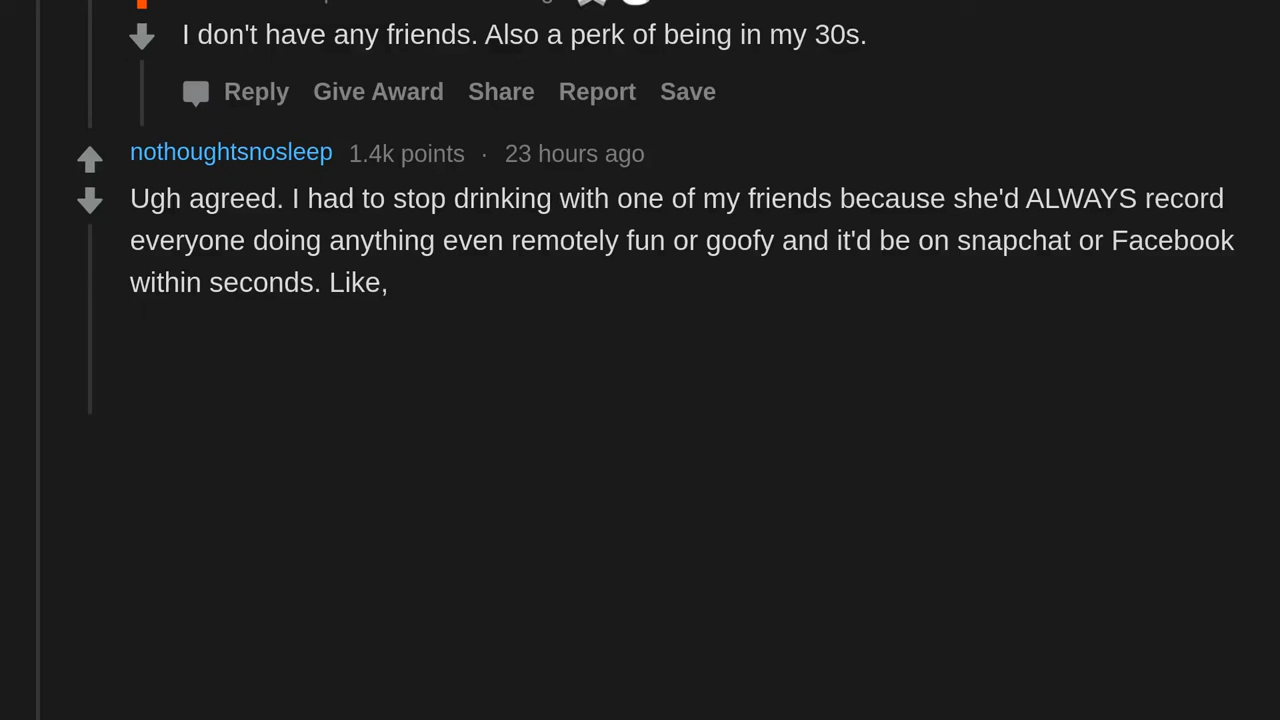 I don't have any friends. Also a perk of being in my 30s.
Reply Give Award Share Report Save
nothoughtsnosleep 1.4k points · 23 hours ago
Ugh agreed. I had to stop drinking with one of my friends because she'd ALWAYS record
everyone doing anything even remotely fun or goofy and it'd be on snapchat or Facebook
within seconds. Like,